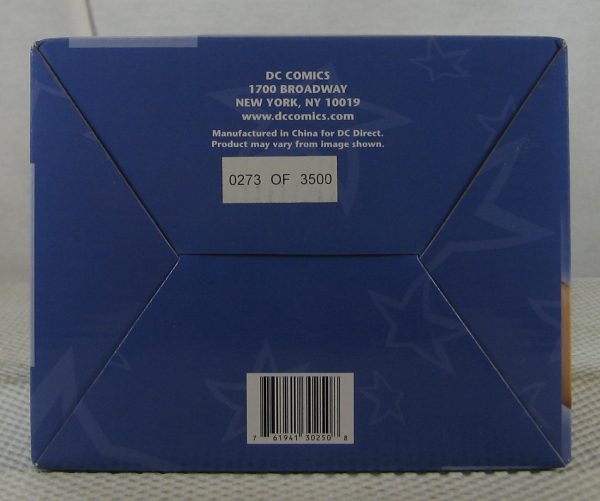 DC COMICS
1700 BROADWAY
NEW YORK, NY 10019
www.dccomics.com
Manufactured in China for DC Direct.
Product may vary from image shown.
0273 OF 3500
7 61941 30250 8